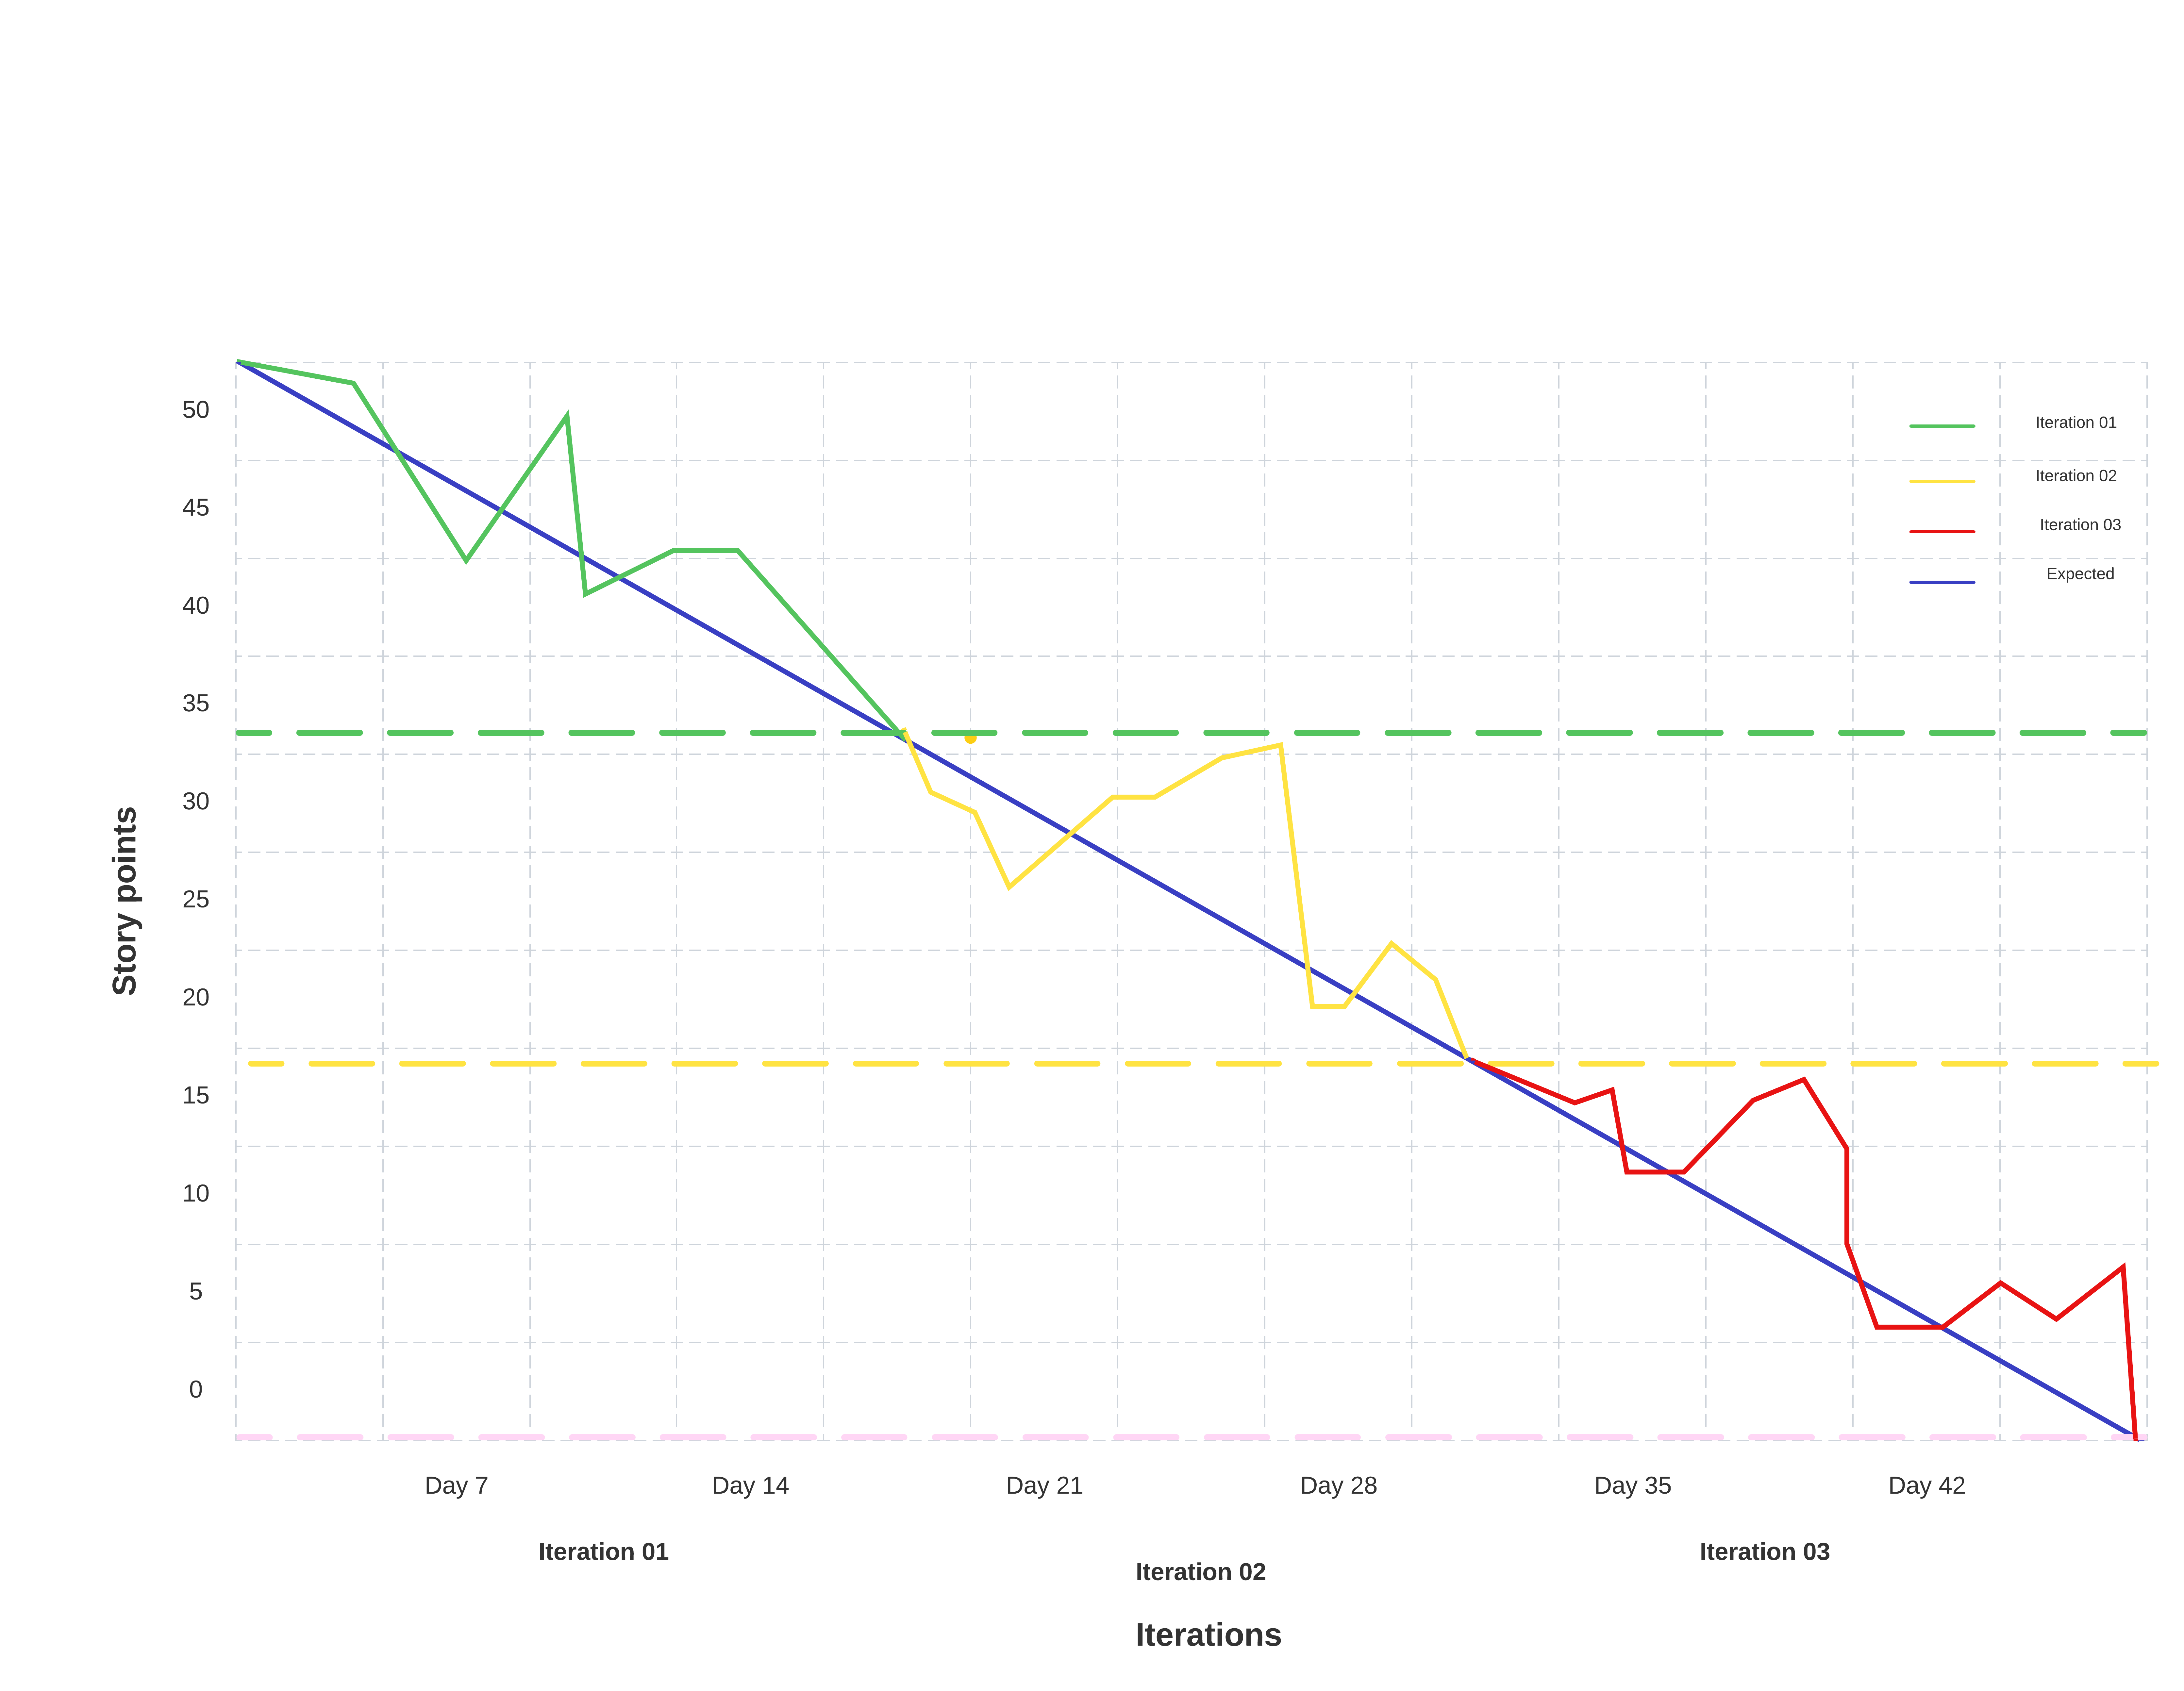 50
Iteration 01
Iteration 02
45
Iteration 03
Expected
40
35
30
Story points
25
20
15
10
5
0
Day 7
Day 14
Day 21
Day 28
Day 35
Day 42
Iteration 01
Iteration 03
Iteration 02
Iterations